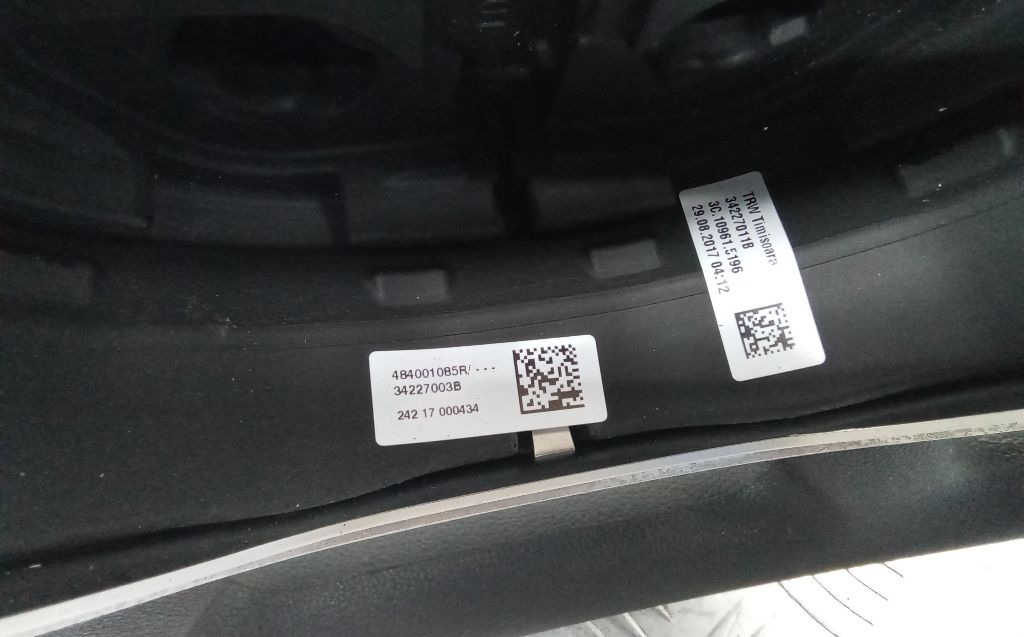 484001085R/ ---
34227003B
242 17 000434
TRW Timisoara
34227011B
3C.10961.5196
29.08.2017 04:12